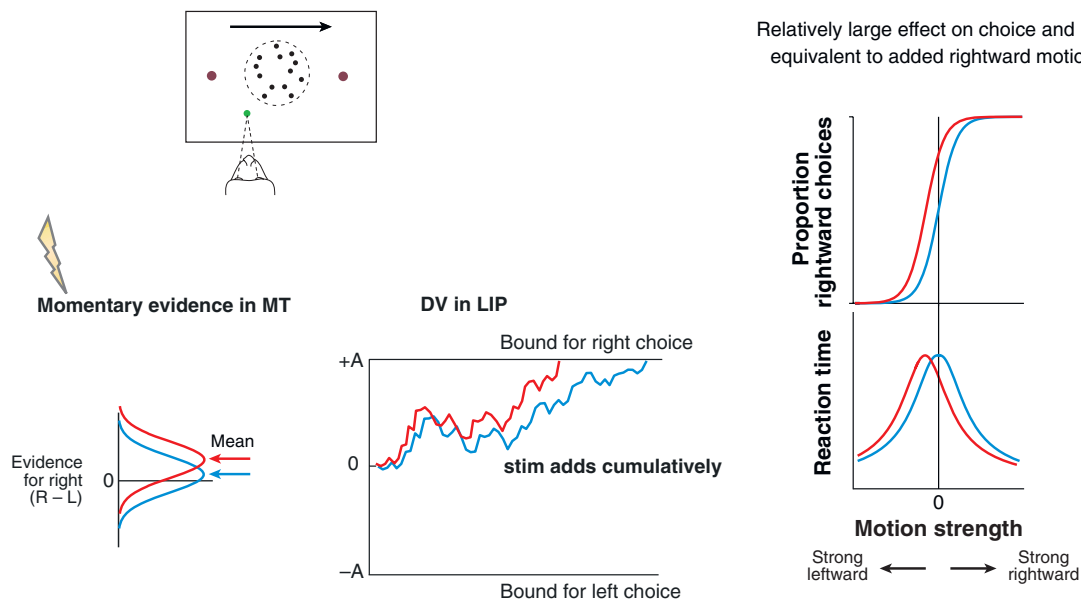 Relatively large effect on choice and
equivalent to added rightward motio
Momentary evidence in MT
Evidence
for right
(R – L)
0
Mean
DV in LIP
+A
0
–A
Bound for right choice
stim adds cumulatively
Bound for left choice
Proportion
rightward choices
Reaction time
0
Motion strength
Strong
leftward
Strong
rightward